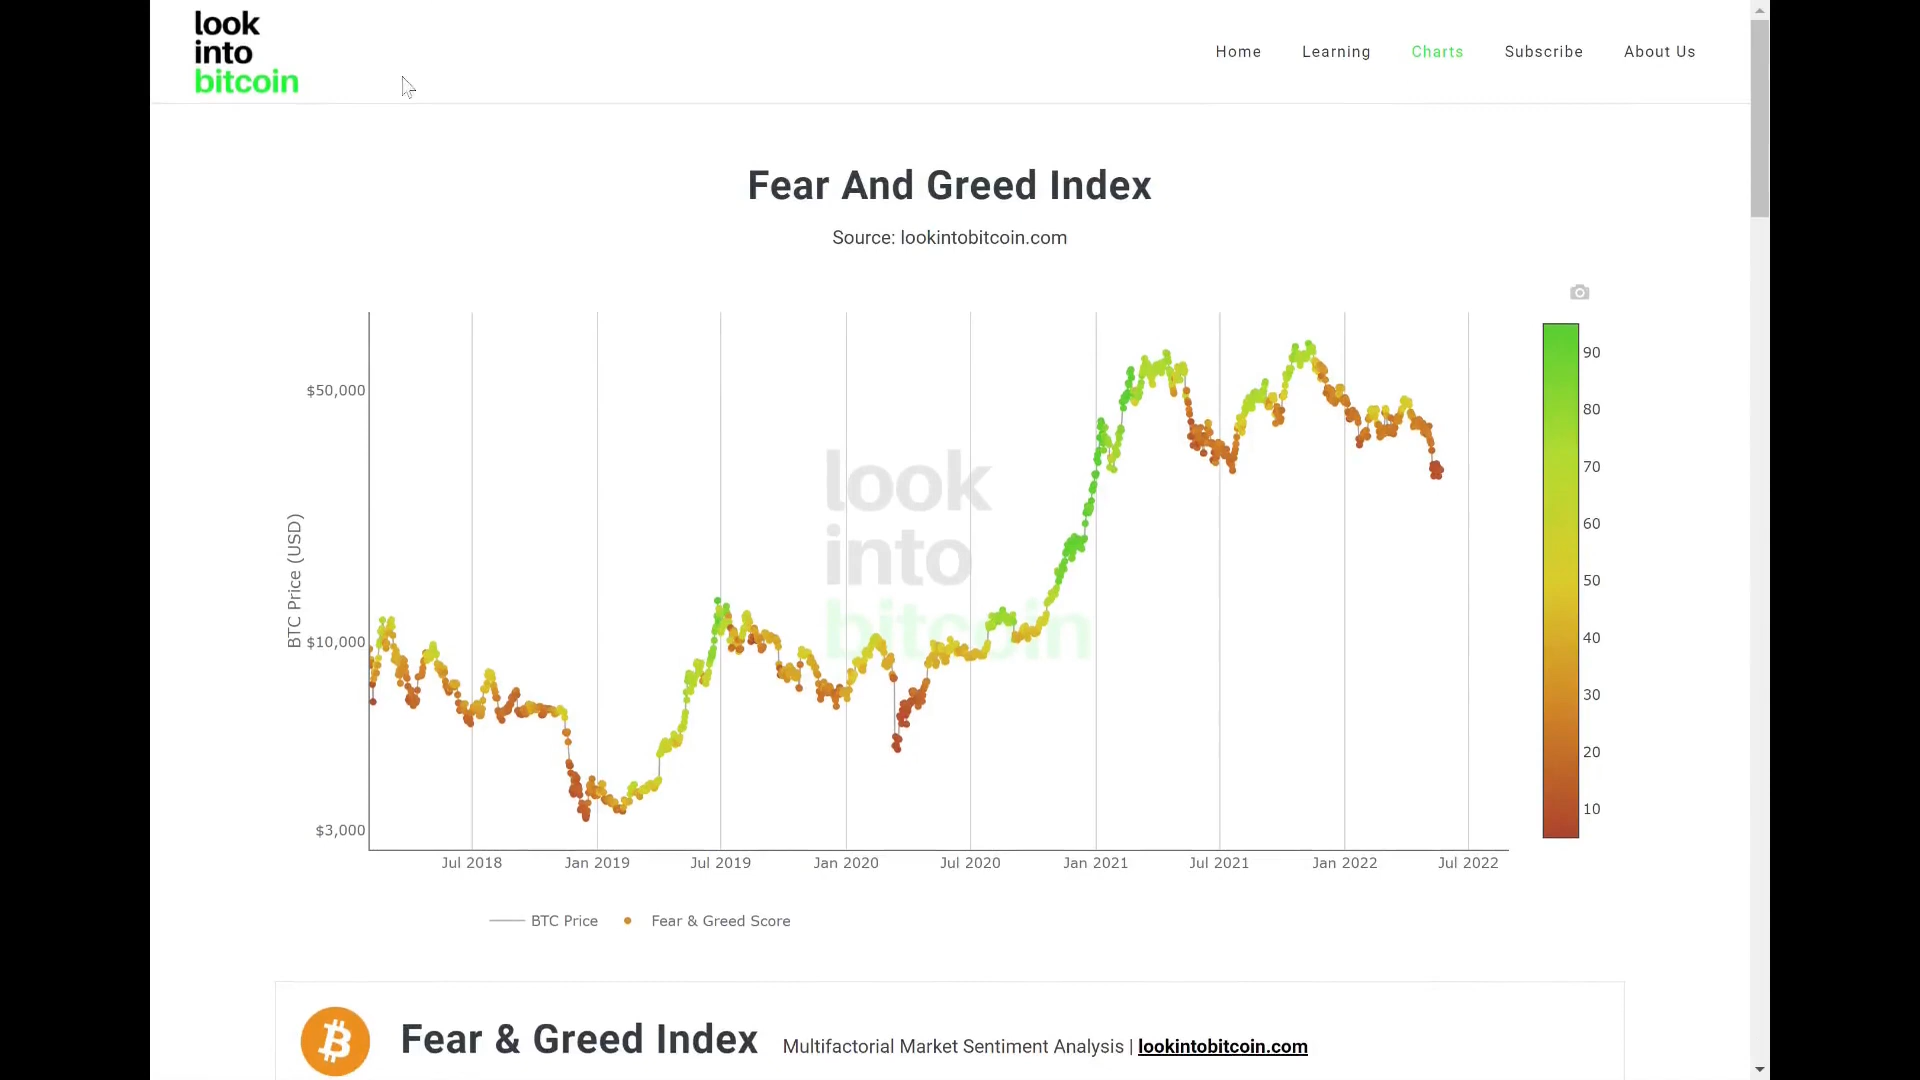 look
into
bitcoin
Home Learning Charts Subscribe About Us
Fear And Greed Index
Source: lookintobitcoin.com
90
80
70
60
50
40
30
20
10
$50,000
$10,000
$3,000
BTC Price (USD)
look
into
bitcoin
Jul 2018 Jan 2019 Jul 2019 Jan 2020 Jul 2020 Jan 2021 Jul 2021 Jan 2022 Jul 2022
BTC Price Fear & Greed Score
Fear & Greed Index Multifactorial Market Sentiment Analysis | lookintobitcoin.com